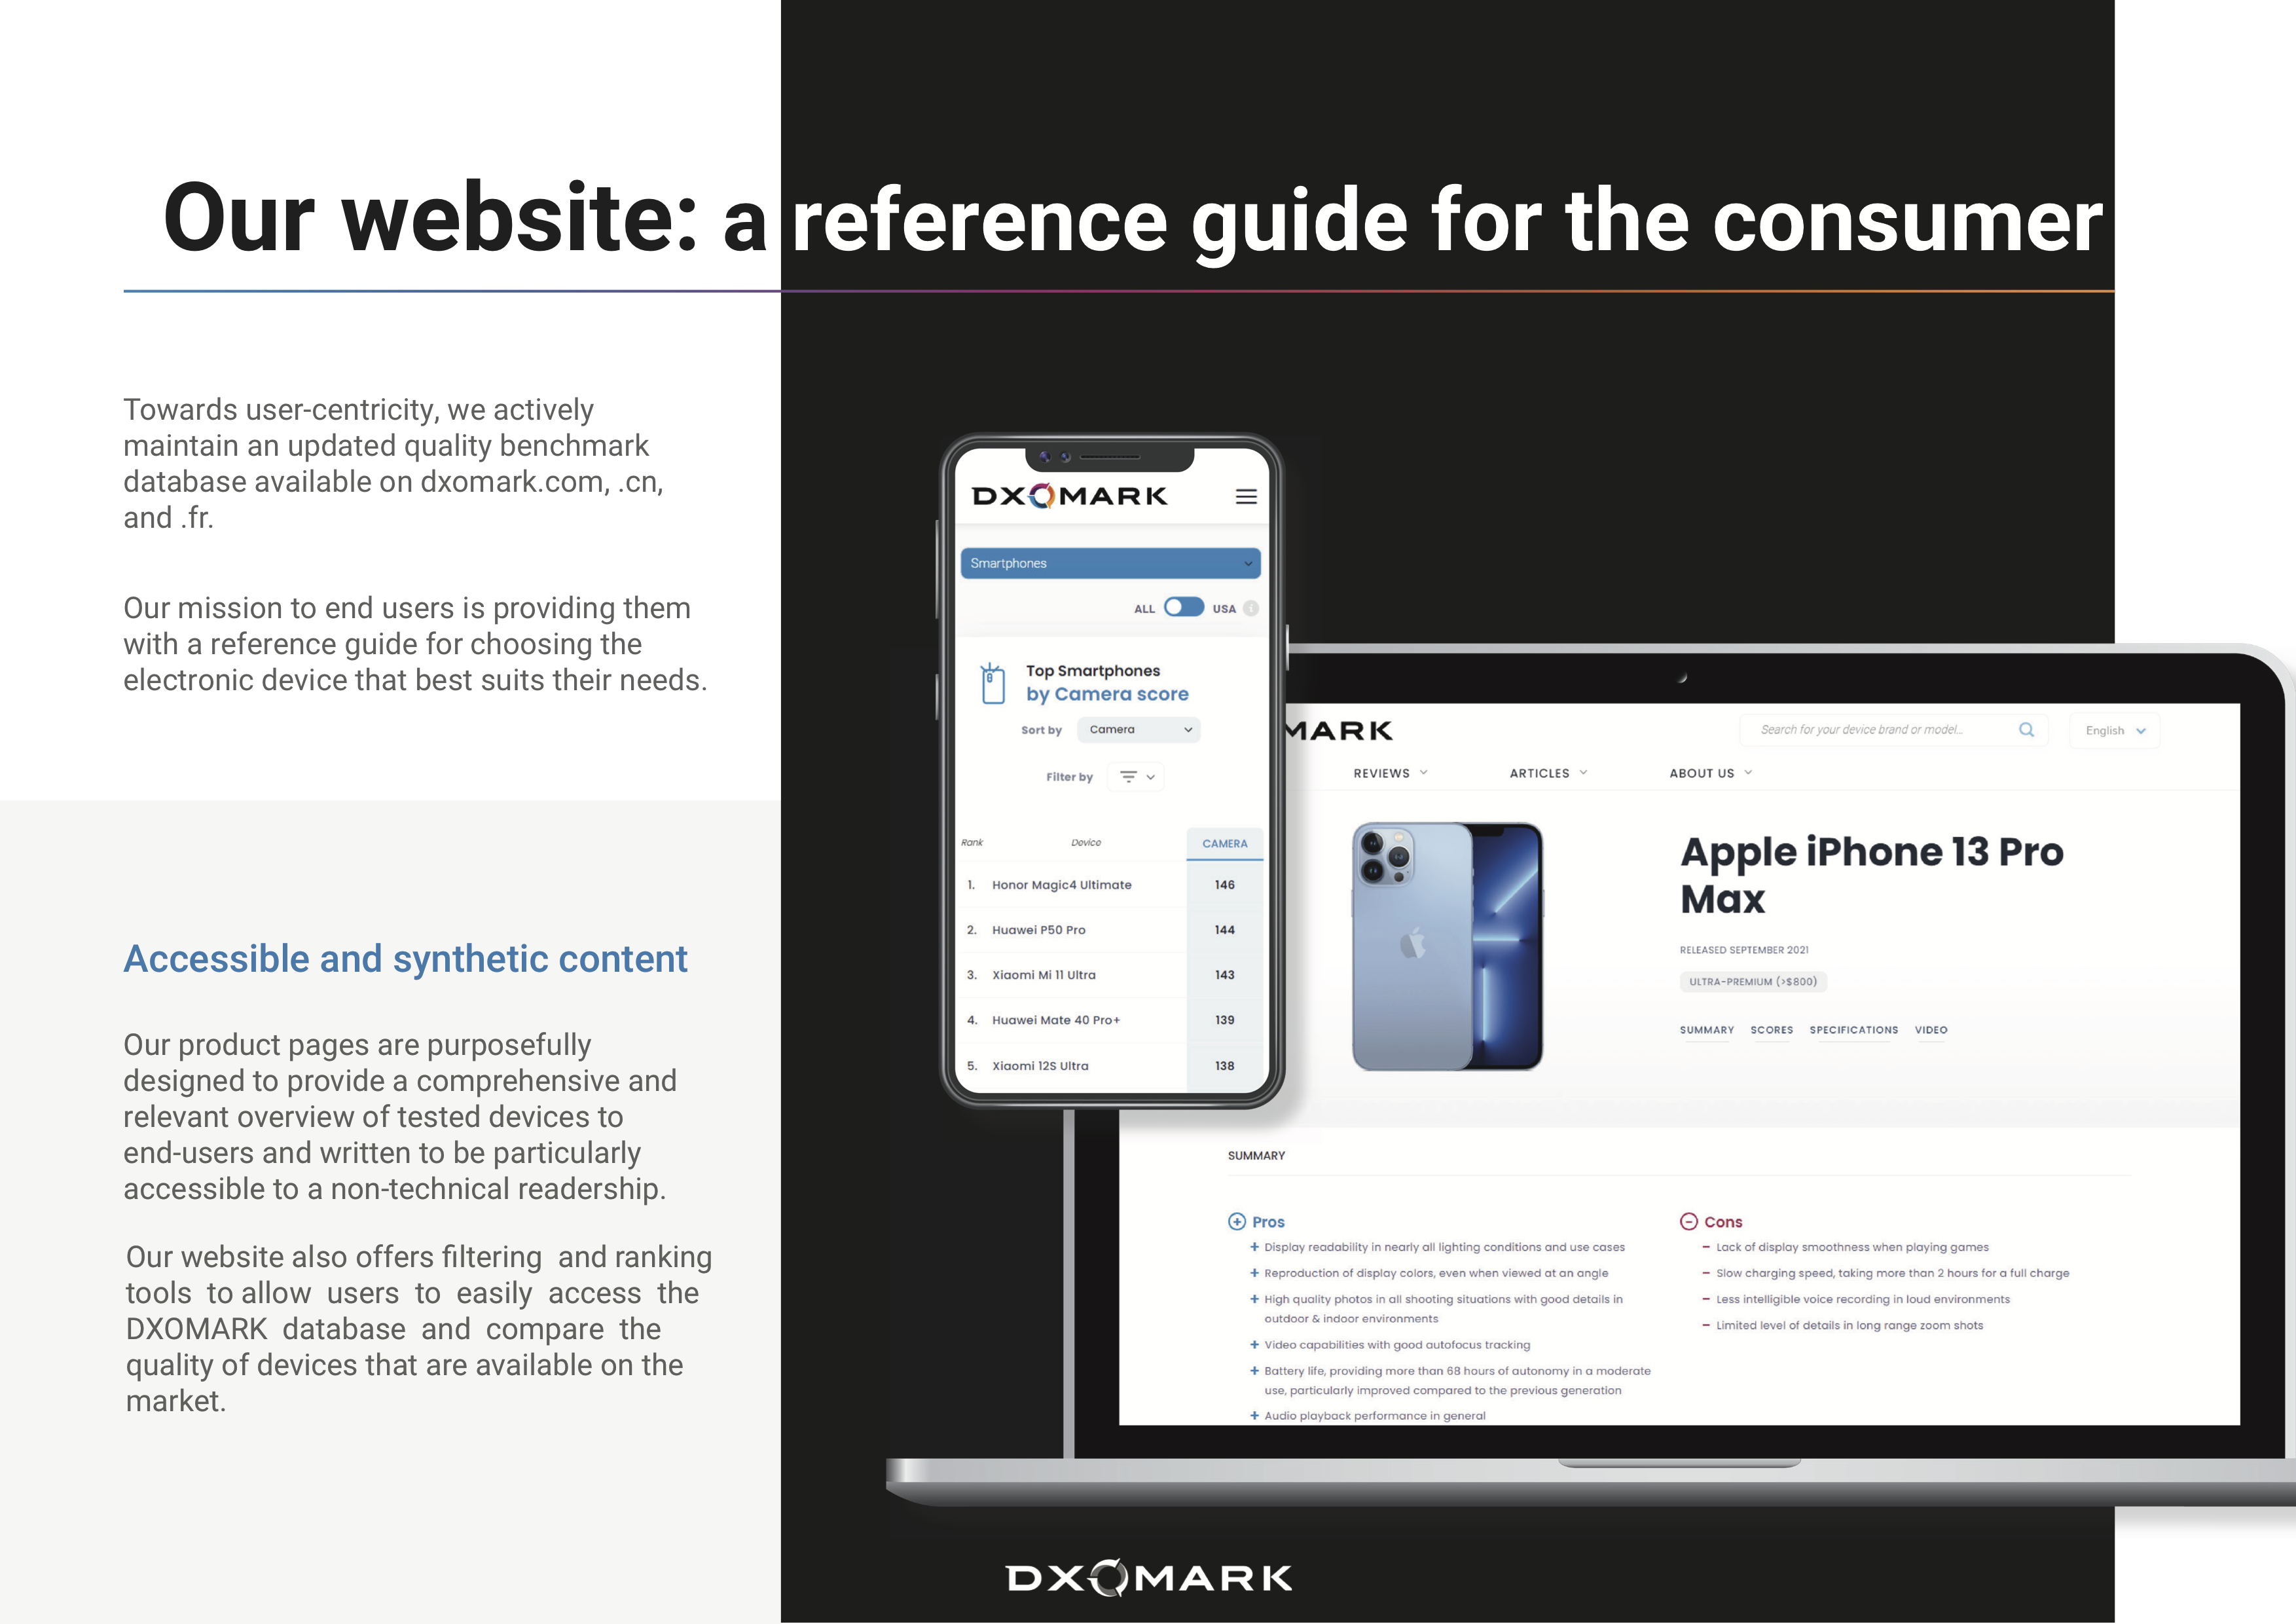 Our website: a reference guide for the consumer
Towards user-centricity, we actively
maintain an updated quality benchmark
database available on dxomark.com, .cn,
and .fr.
Our mission to end users is providing them
with a reference guide for choosing the
electronic device that best suits their needs.
Accessible and synthetic content
Our product pages are purposefully
designed to provide a comprehensive and
relevant overview of tested devices to
end-users and written to be particularly
accessible to a non-technical readership.
Our website also offers filtering and ranking
tools to allow users to easily access the
DXOMARK database and compare the
quality of devices that are available on the
market.
DXOMARK
Smartphones
ALL USA
Top Smartphones
by Camera score
Sort by Camera
Filter by
Rank Device CAMERA
1. Honor Magic4 Ultimate 146
2. Huawei P50 Pro 144
3. Xiaomi Mi 11 Ultra 143
4. Huawei Mate 40 Pro+ 139
5. Xiaomi 12S Ultra 138
MARK
Search for your device brand or model...
English
REVIEWS ARTICLES ABOUT US
Apple iPhone 13 Pro
Max
RELEASED SEPTEMBER 2021
ULTRA-PREMIUM (>$800)
SUMMARY SCORES SPECIFICATIONS VIDEO
SUMMARY
Pros
+ Display readability in nearly all lighting conditions and use cases
+ Reproduction of display colors, even when viewed at an angle
+ High quality photos in all shooting situations with good details in
outdoor & indoor environments
+ Video capabilities with good autofocus tracking
+ Battery life, providing more than 68 hours of autonomy in a moderate
use, particularly improved compared to the previous generation
+ Audio playback performance in general
Cons
− Lack of display smoothness when playing games
− Slow charging speed, taking more than 2 hours for a full charge
− Less intelligible voice recording in loud environments
− Limited level of details in long range zoom shots
DXOMARK